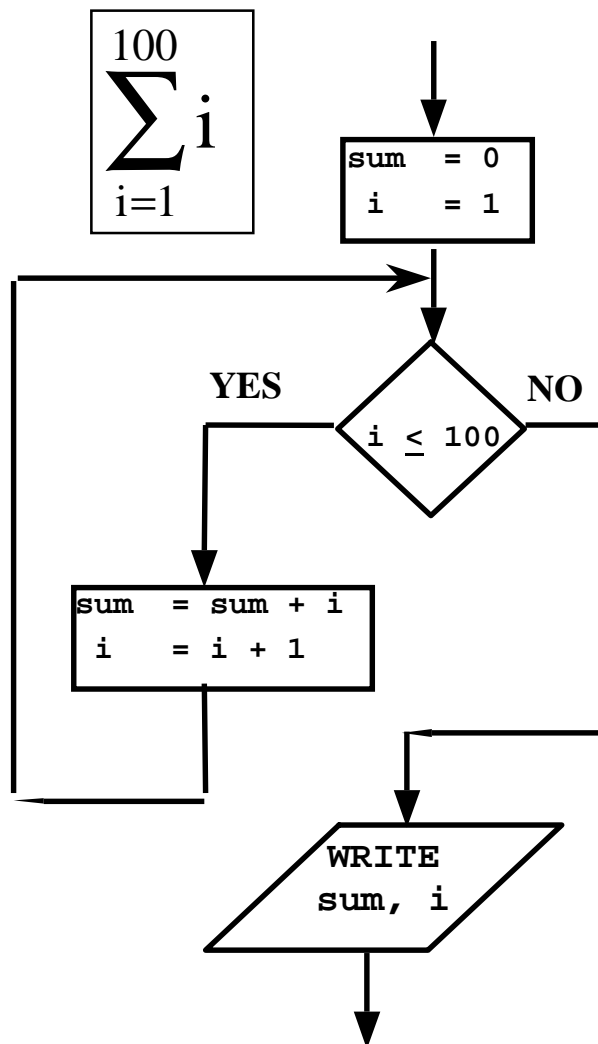 100
∑i
i=1
sum = 0
i = 1
YES
NO
i ≤ 100
sum = sum + i
i = i + 1
WRITE
sum, i